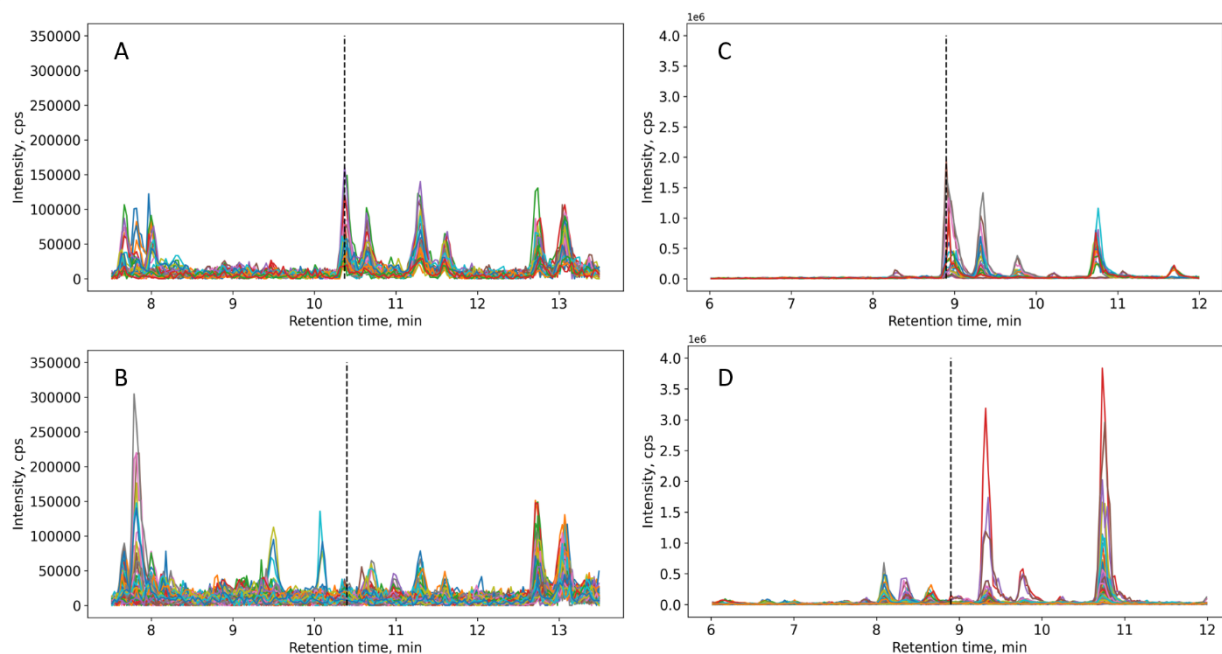 A
350000
300000
250000
200000
150000
100000
50000
0
Intensity, cps
8 9 10 11 12 13
Retention time, min
1e6
C
4.0
3.5
3.0
2.5
2.0
1.5
1.0
0.5
0.0
Intensity, cps
6 7 8 9 10 11 12
Retention time, min
B
350000
300000
250000
200000
150000
100000
50000
0
Intensity, cps
8 9 10 11 12 13
Retention time, min
1e6
D
4.0
3.5
3.0
2.5
2.0
1.5
1.0
0.5
0.0
Intensity, cps
6 7 8 9 10 11 12
Retention time, min